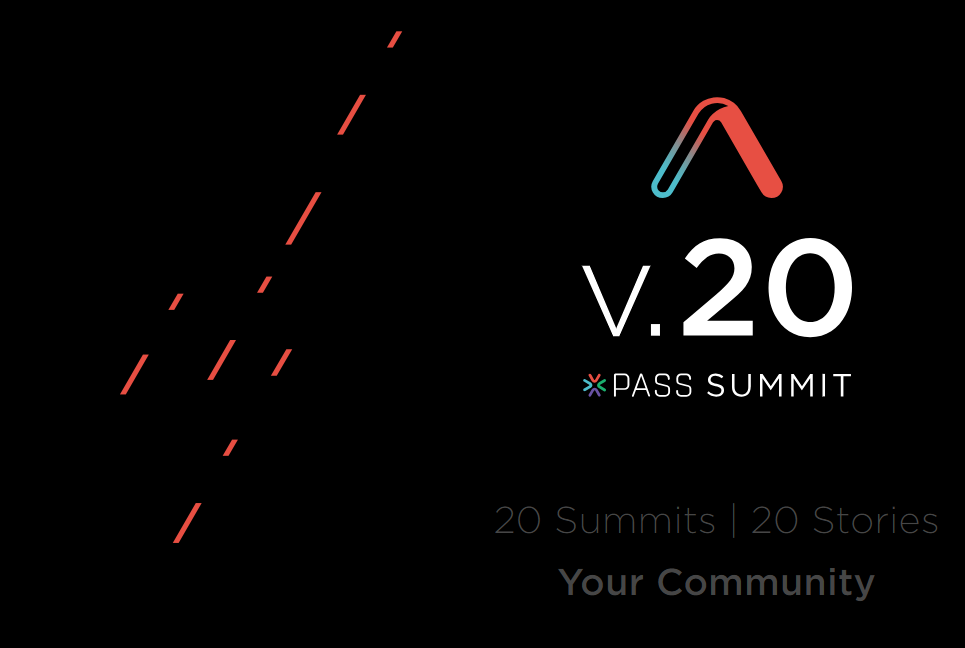 V.20
PASS SUMMIT
20 Summits | 20 Stories
Your Community